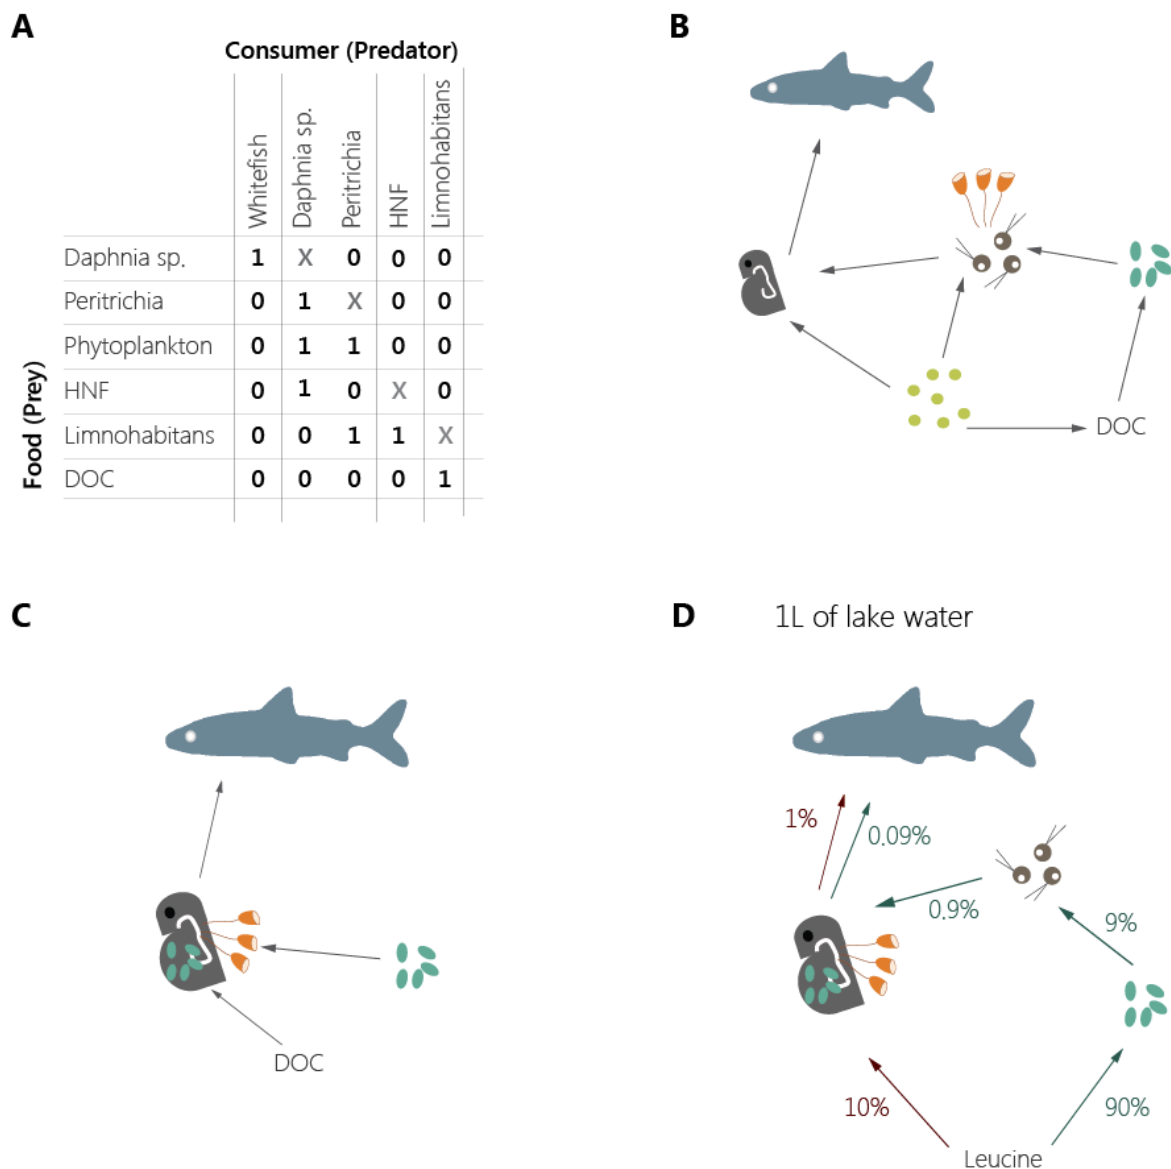 A
Consumer (Predator)
Whitefish
Daphnia sp.
Peritrichia
HNF
Limnohabitans
Food (Prey)
Daphnia sp. 1 X 0 0 0
Peritrichia 0 1 X 0 0
Phytoplankton 0 1 1 0 0
HNF 0 1 0 X 0
Limnohabitans 0 0 1 1 X
DOC 0 0 0 0 1
B
DOC
C
DOC
D
1L of lake water
1%
0.09%
0.9%
9%
10%
90%
Leucine